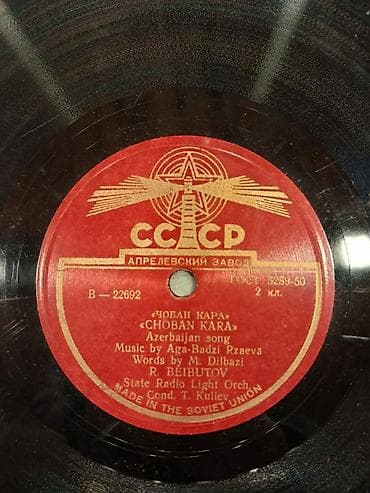 СССР
АПРЕЛЕВСКИЙ ЗАВОД
ГОСТ 5289-50
В — 22692
2 кл.
«ЧОБАН КАРА»
«CHOBAN KARA»
Azerbaijan song
Music by Aga-Badzi Rzaeva
Words by M. Dilbazi
R. BEIBUTOV
State Radio Light Orch.
Cond. T. Kuliev
MADE IN THE SOVIET UNION